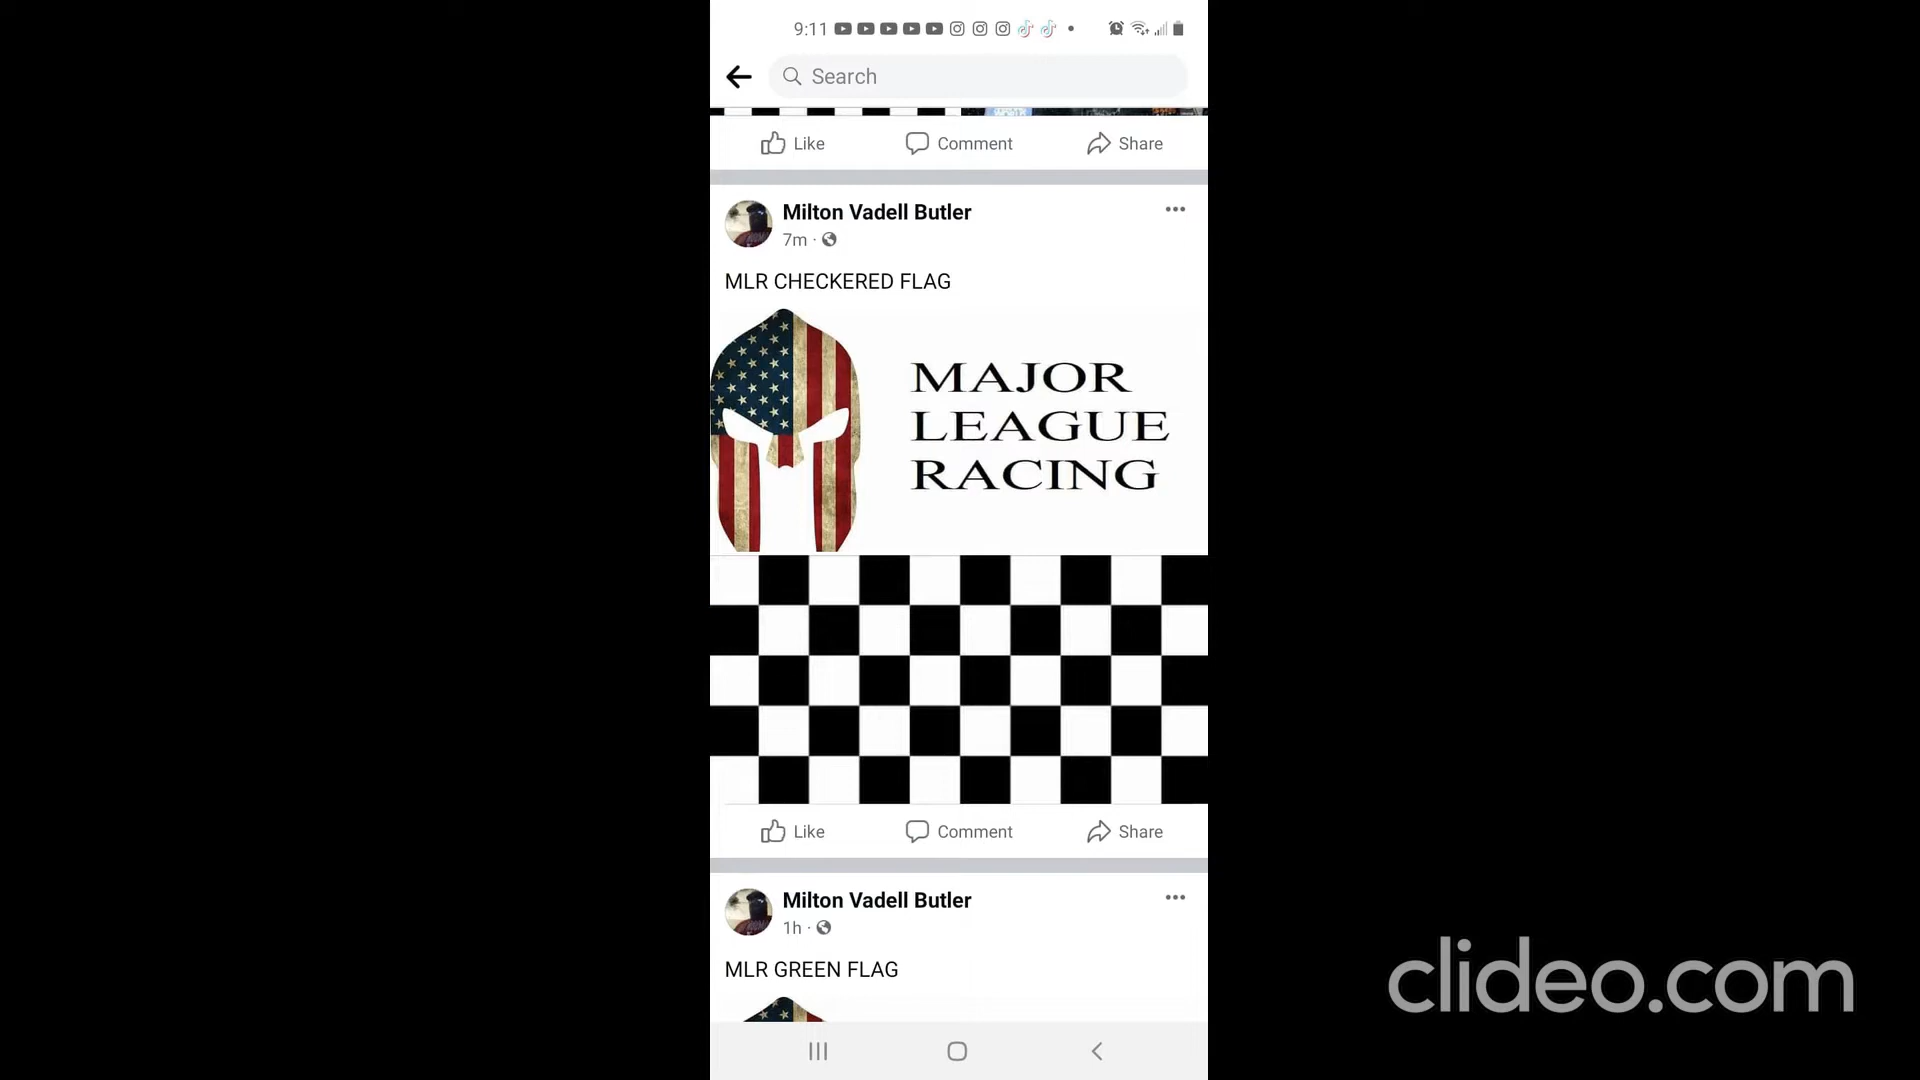 9:11
Search
Like Comment Share
Milton Vadell Butler
7m ·
MLR CHECKERED FLAG
MAJOR
LEAGUE
RACING
Like Comment Share
Milton Vadell Butler
1h ·
MLR GREEN FLAG
clideo.com